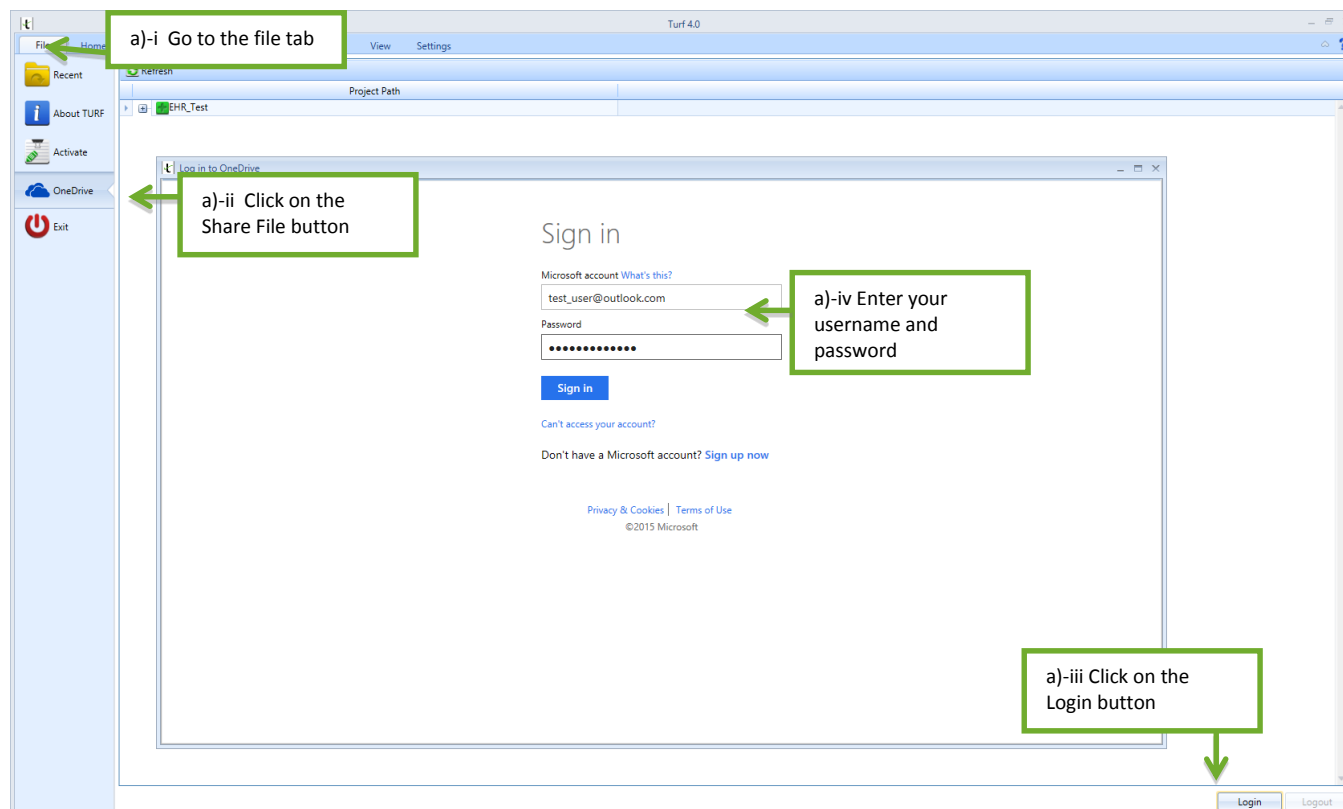 Turf 4.0
a)-i Go to the file tab
File Home View Settings
Recent
Refresh
Project Path
EHR_Test
About TURF
Activate
OneDrive
Exit
Log in to OneDrive
a)-ii Click on the
Share File button
Sign in
Microsoft account What's this?
test_user@outlook.com
Password
a)-iv Enter your
username and
password
Sign in
Can't access your account?
Don't have a Microsoft account? Sign up now
Privacy & Cookies | Terms of Use
©2015 Microsoft
a)-iii Click on the
Login button
Login Logout